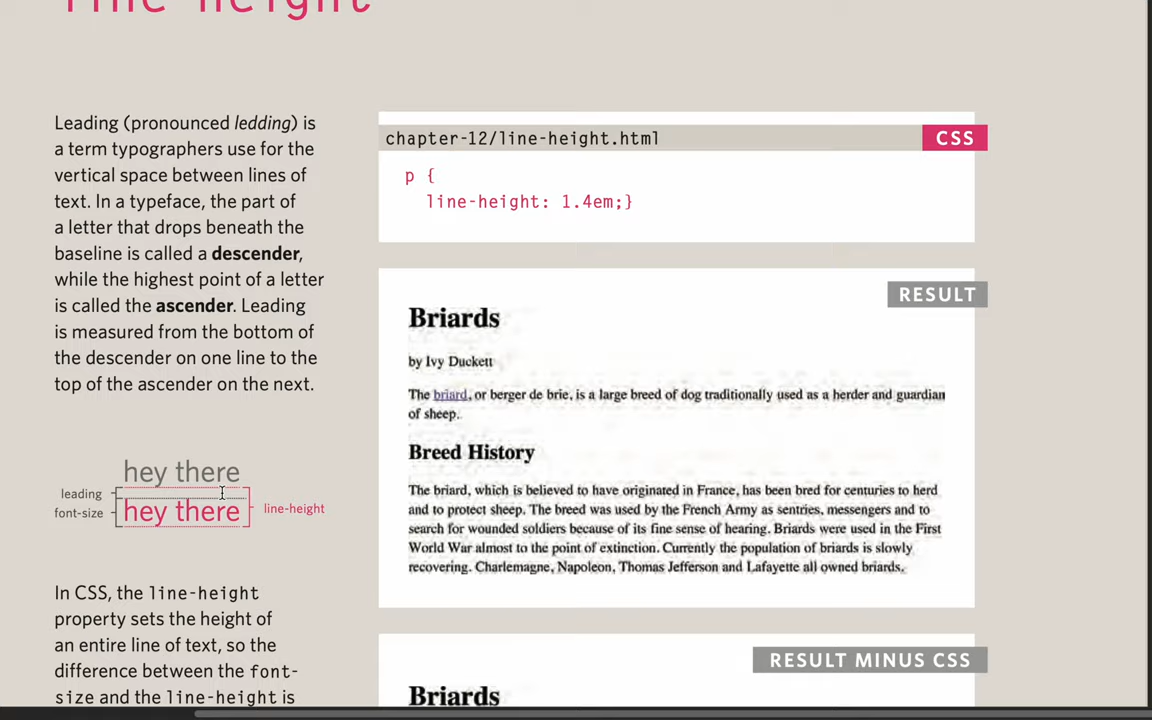 line-height
Leading (pronounced ledding) is
a term typographers use for the
vertical space between lines of
text. In a typeface, the part of
a letter that drops beneath the
baseline is called a descender,
while the highest point of a letter
is called the ascender. Leading
is measured from the bottom of
the descender on one line to the
top of the ascender on the next.
hey there
leading
font-size
hey there
line-height
In CSS, the line-height
property sets the height of
an entire line of text, so the
difference between the font-
size and the line-height is
chapter-12/line-height.html
CSS
p {
line-height: 1.4em;}
RESULT
Briards
by Ivy Duckett
The briard, or berger de brie, is a large breed of dog traditionally used as a herder and guardian
of sheep.
Breed History
The briard, which is believed to have originated in France, has been bred for centuries to herd
and to protect sheep. The breed was used by the French Army as sentries, messengers and to
search for wounded soldiers because of its fine sense of hearing. Briards were used in the First
World War almost to the point of extinction. Currently the population of briards is slowly
recovering. Charlemagne, Napoleon, Thomas Jefferson and Lafayette all owned briards.
RESULT MINUS CSS
Briards